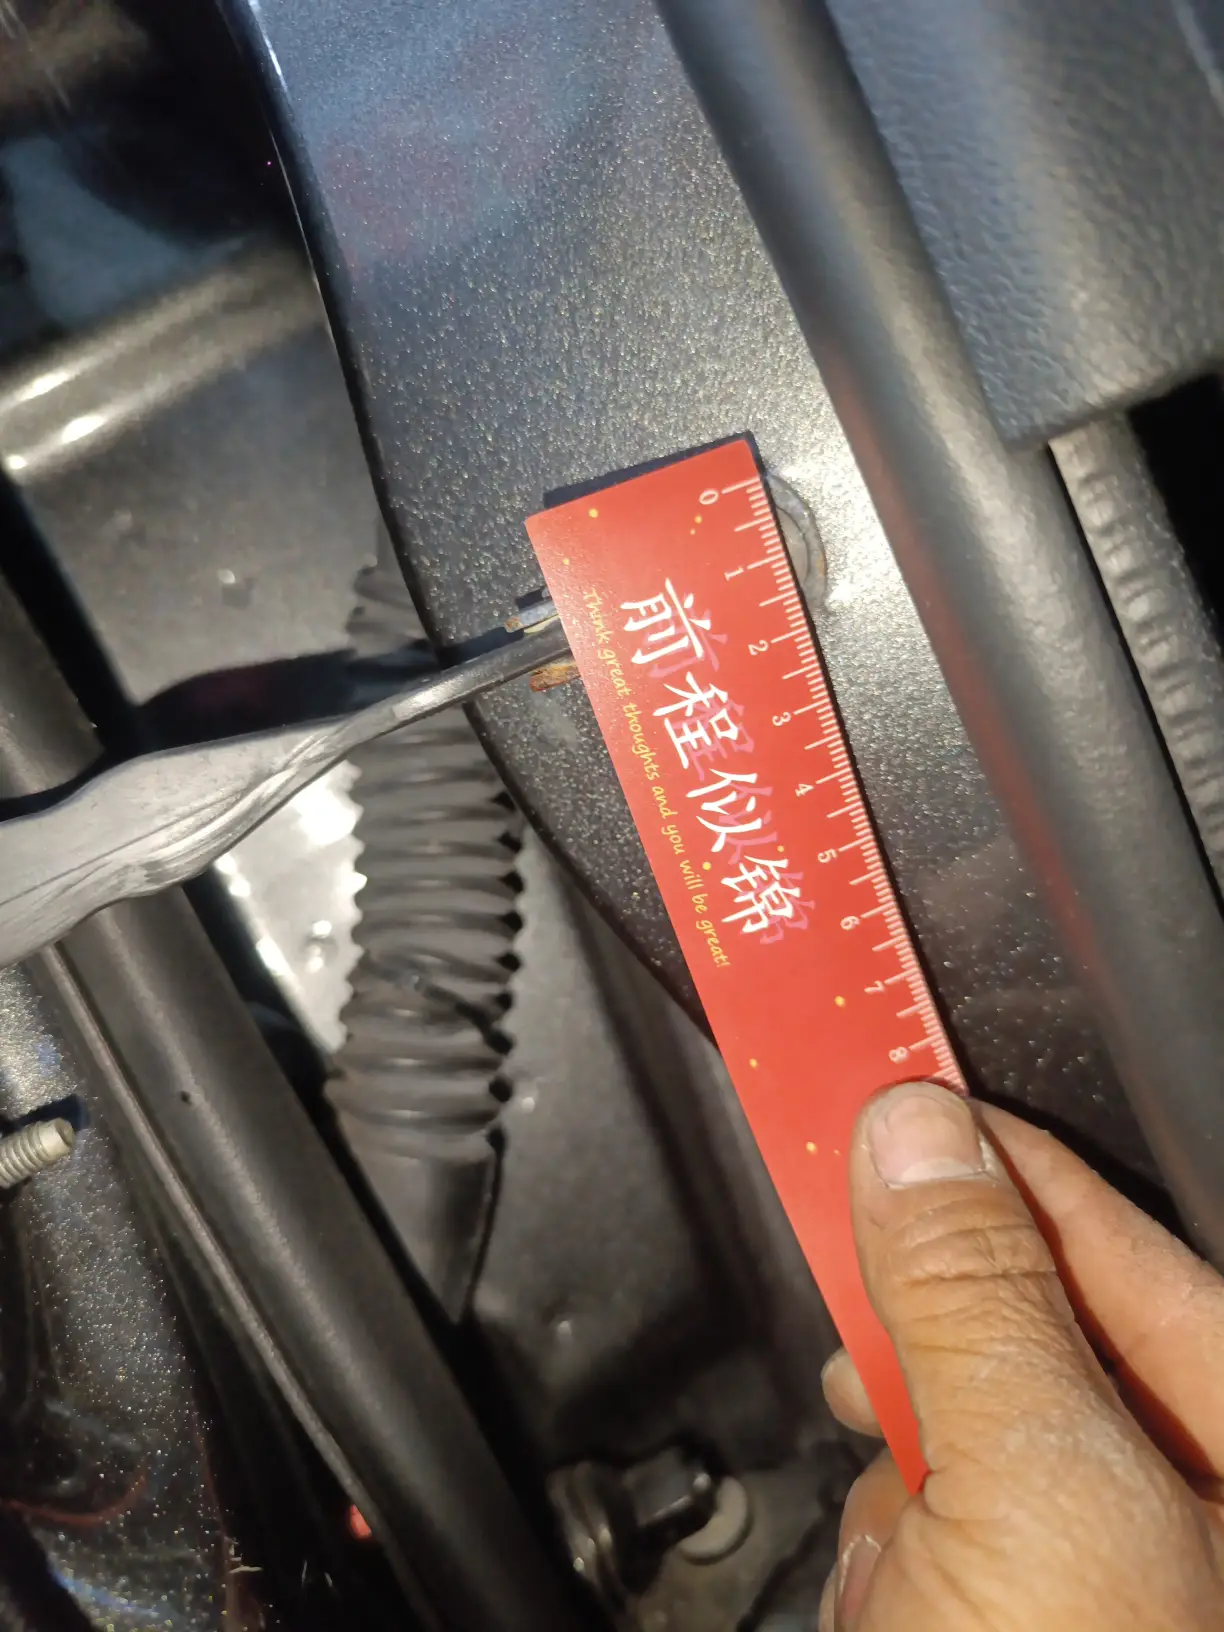 0 1 2 3 4 5 6 7 8
前程似锦
Think great thoughts and you will be great!